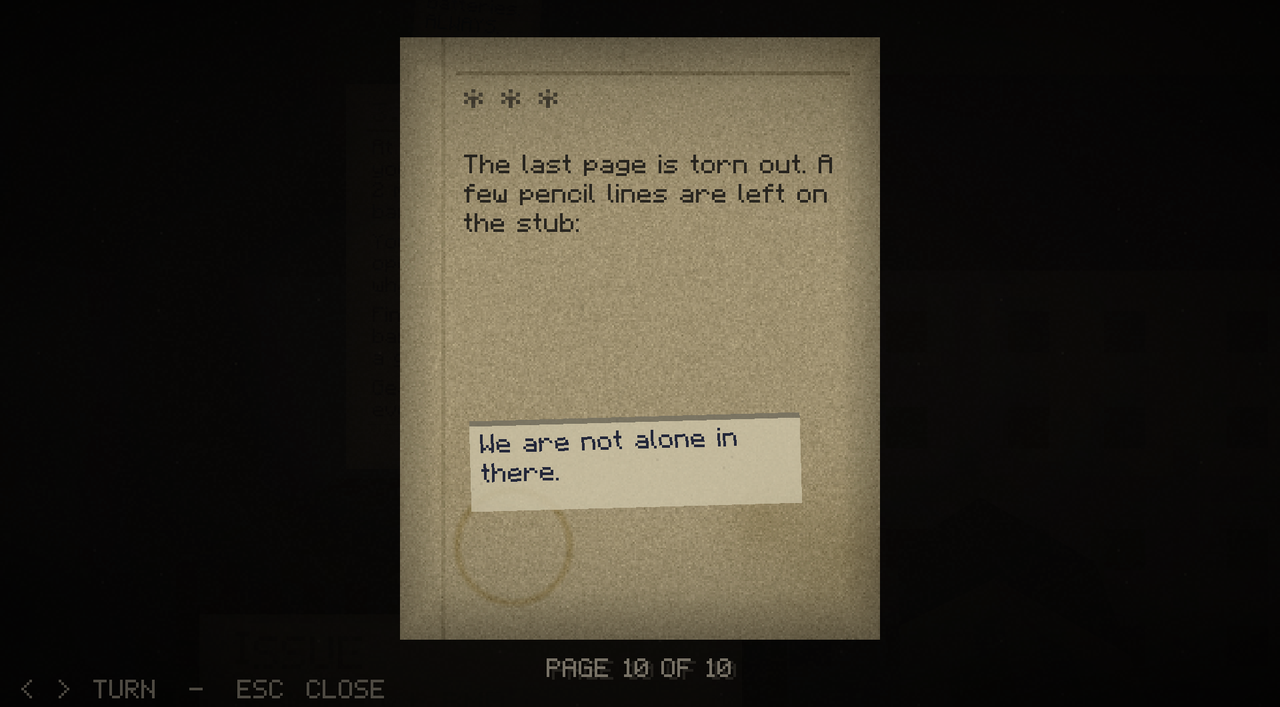 * * *
The last page is torn out. A
few pencil lines are left on
the stub:
We are not alone in
there.
PAGE 10 OF 10
< > TURN - ESC CLOSE